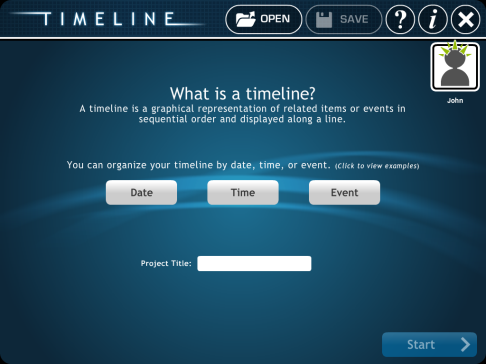 TIMELINE
OPEN
SAVE
?
i
John
What is a timeline?
A timeline is a graphical representation of related items or events in
sequential order and displayed along a line.
You can organize your timeline by date, time, or event. (Click to view examples)
Date
Time
Event
Project Title:
Start